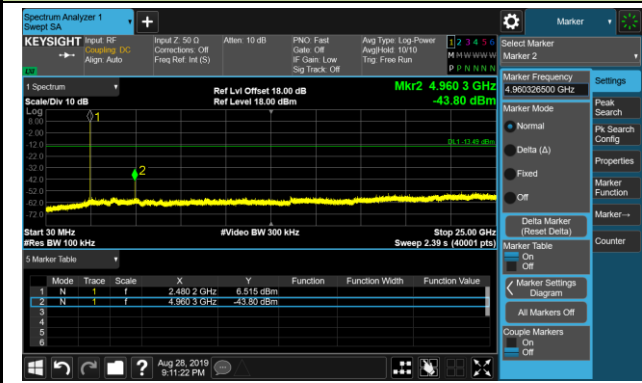 Spectrum Analyzer 1
Swept SA
Marker
KEYSIGHT
Input: RF
Coupling: DC
Align: Auto
Input Z: 50 Ω
Corrections: Off
Freq Ref: Int (S)
Atten: 10 dB
PNO: Fast
Gate: Off
IF Gain: Low
Sig Track: Off
Avg Type: Log-Power
Avg|Hold: 10/10
Trig: Free Run
1 2 3 4 5 6
M M W W W W
P P N N N N
LV
Select Marker
Marker 2
1 Spectrum
Scale/Div 10 dB
Ref Lvl Offset 18.00 dB
Ref Level 18.00 dBm
Mkr2 4.960 3 GHz
-43.80 dBm
Log
8.00
-2.00
-12.0
-22.0
-32.0
-42.0
-52.0
-62.0
-72.0
1
2
DL1 -13.49 dBm
Start 30 MHz
#Res BW 100 kHz
#Video BW 300 kHz
Stop 25.00 GHz
Sweep 2.39 s (40001 pts)
5 Marker Table
Mode Trace Scale X Y Function Function Width Function Value
1 N 1 f 2.480 2 GHz 6.515 dBm
2 N 1 f 4.960 3 GHz -43.80 dBm
3
4
5
6
Marker Frequency
4.960326500 GHz
Marker Mode
Normal
Delta (Δ)
Fixed
Off
Delta Marker
(Reset Delta)
Marker Table
On
Off
Marker Settings
Diagram
All Markers Off
Couple Markers
On
Off
Settings
Peak
Search
Pk Search
Config
Properties
Marker
Function
Marker→
Counter
Aug 28, 2019
9:11:22 PM